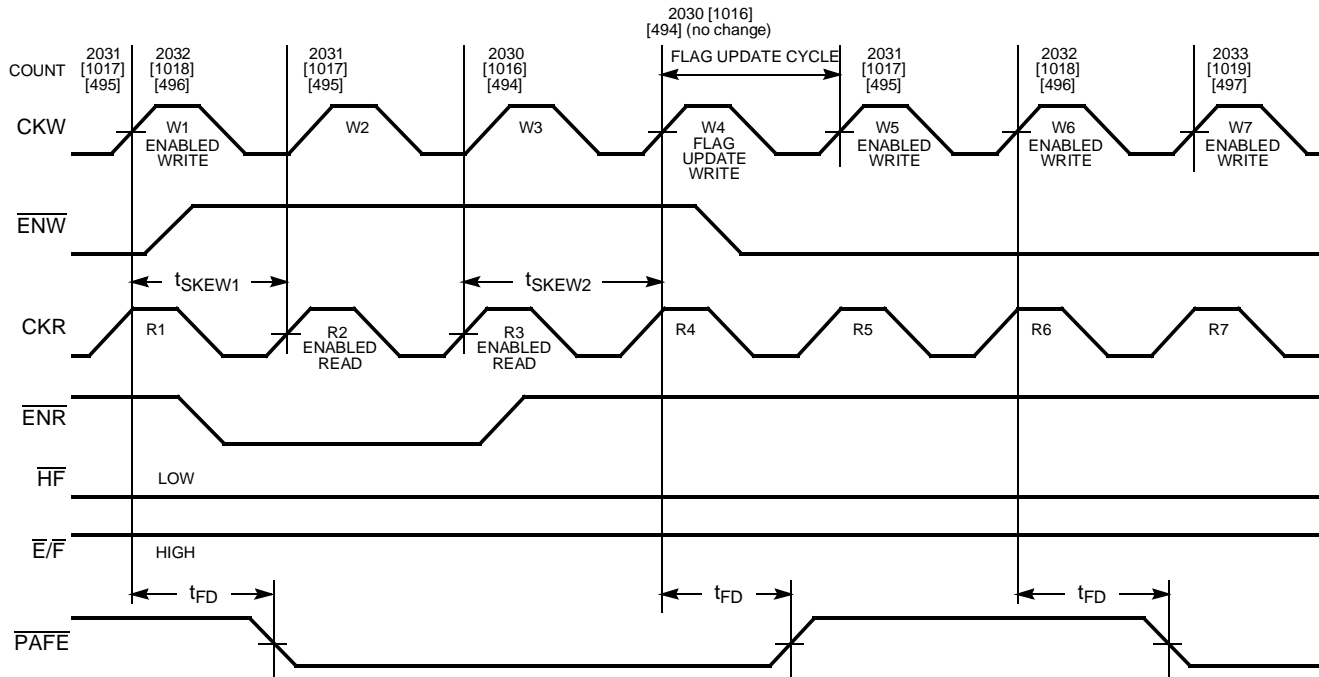 2030 [1016]
[494] (no change)
FLAG UPDATE CYCLE
COUNT
2031
[1017]
[495]
2032
[1018]
[496]
2031
[1017]
[495]
2030
[1016]
[494]
2031
[1017]
[495]
2032
[1018]
[496]
2033
[1019]
[497]
CKW
W1
ENABLED
WRITE
W2
W3
W4
FLAG
UPDATE
WRITE
W5
ENABLED
WRITE
W6
ENABLED
WRITE
W7
ENABLED
WRITE
ENW
tSKEW1
tSKEW2
CKR
R1
R2
ENABLED
READ
R3
ENABLED
READ
R4
R5
R6
R7
ENR
HF
LOW
E/F
HIGH
tFD
tFD
tFD
PAFE